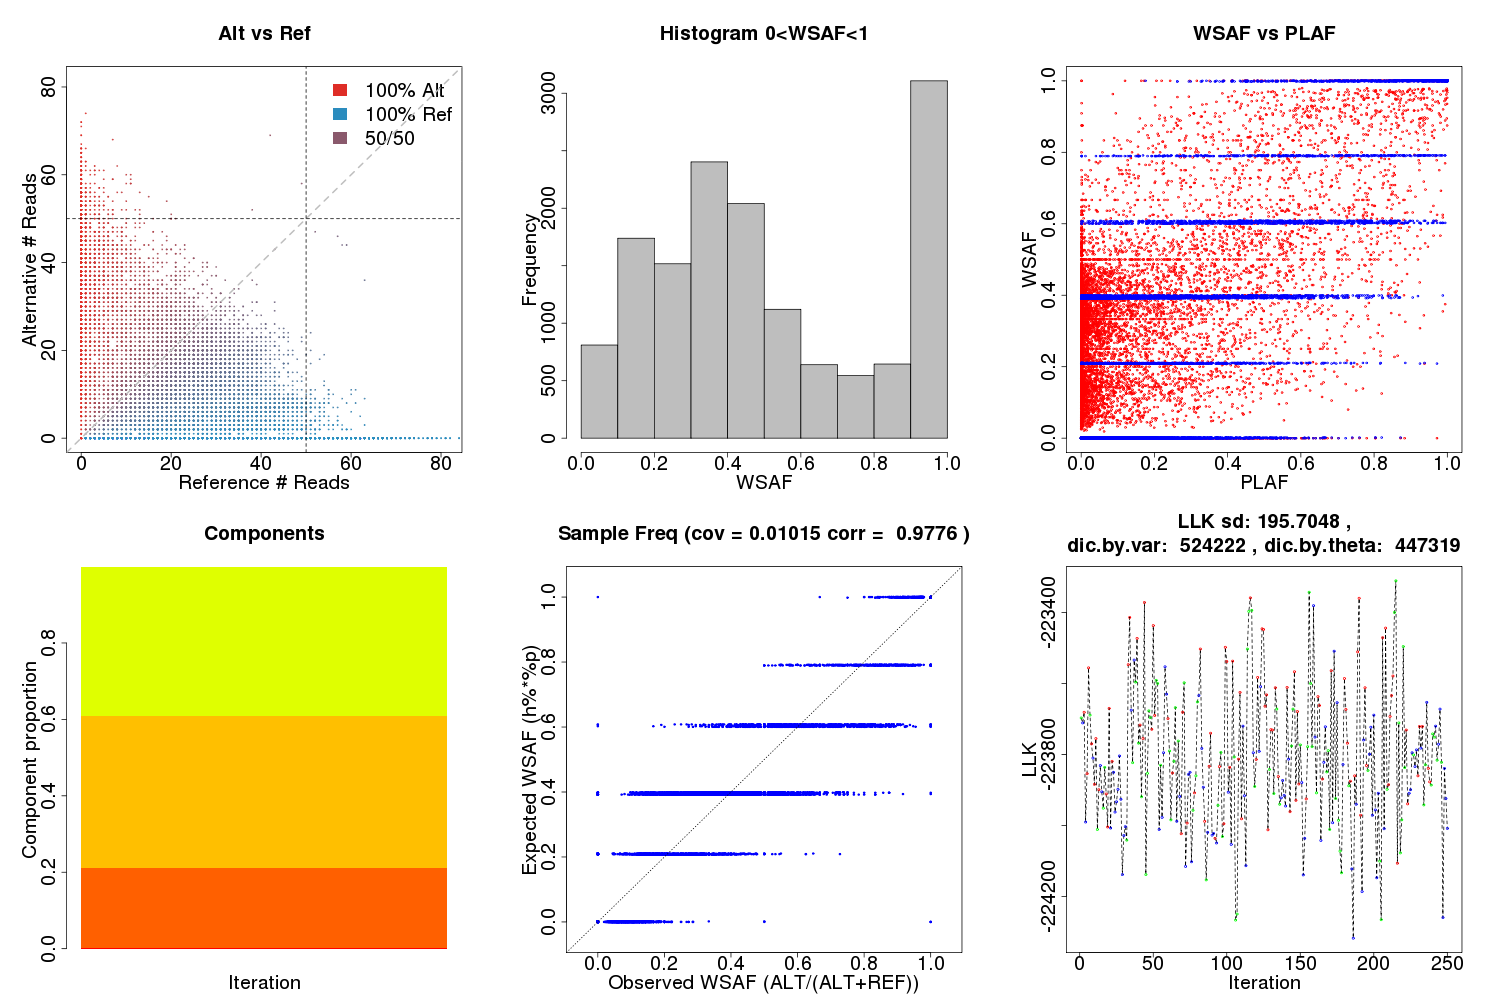 Alt vs Ref
100% Alt
100% Ref
50/50
0 20 40 60 80
Alternative # Reads
0 20 40 60 80
Reference # Reads
Histogram 0<WSAF<1
0 500 1000 2000 3000
Frequency
0.0 0.2 0.4 0.6 0.8 1.0
WSAF
WSAF vs PLAF
0.0 0.2 0.4 0.6 0.8 1.0
WSAF
0.0 0.2 0.4 0.6 0.8 1.0
PLAF
Components
0.0 0.2 0.4 0.6 0.8
Component proportion
Iteration
Sample Freq (cov = 0.01015 corr = 0.9776 )
0.0 0.2 0.4 0.6 0.8 1.0
Expected WSAF (h%*%p)
0.0 0.2 0.4 0.6 0.8 1.0
Observed WSAF (ALT/(ALT+REF))
LLK sd: 195.7048 ,
dic.by.var: 524222 , dic.by.theta: 447319
-224200 -223800 -223400
LLK
0 50 100 150 200 250
Iteration